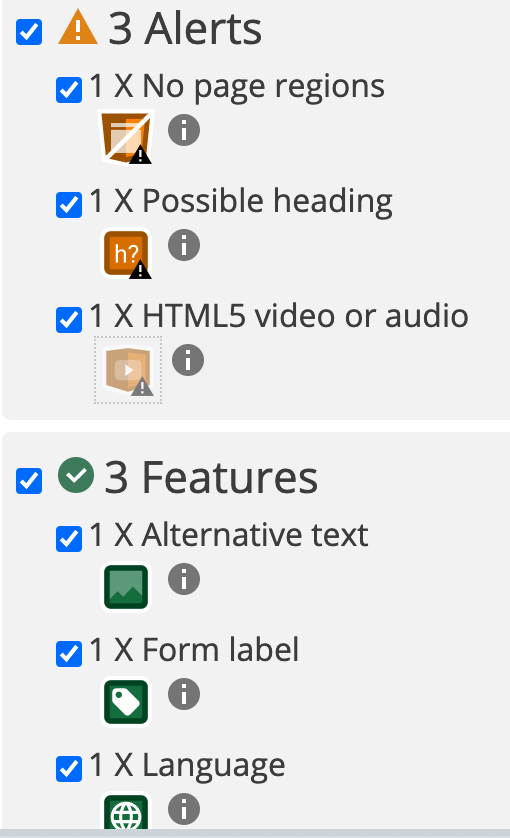 3 Alerts
1 X No page regions
1 X Possible heading
h?
1 X HTML5 video or audio
3 Features
1 X Alternative text
1 X Form label
1 X Language